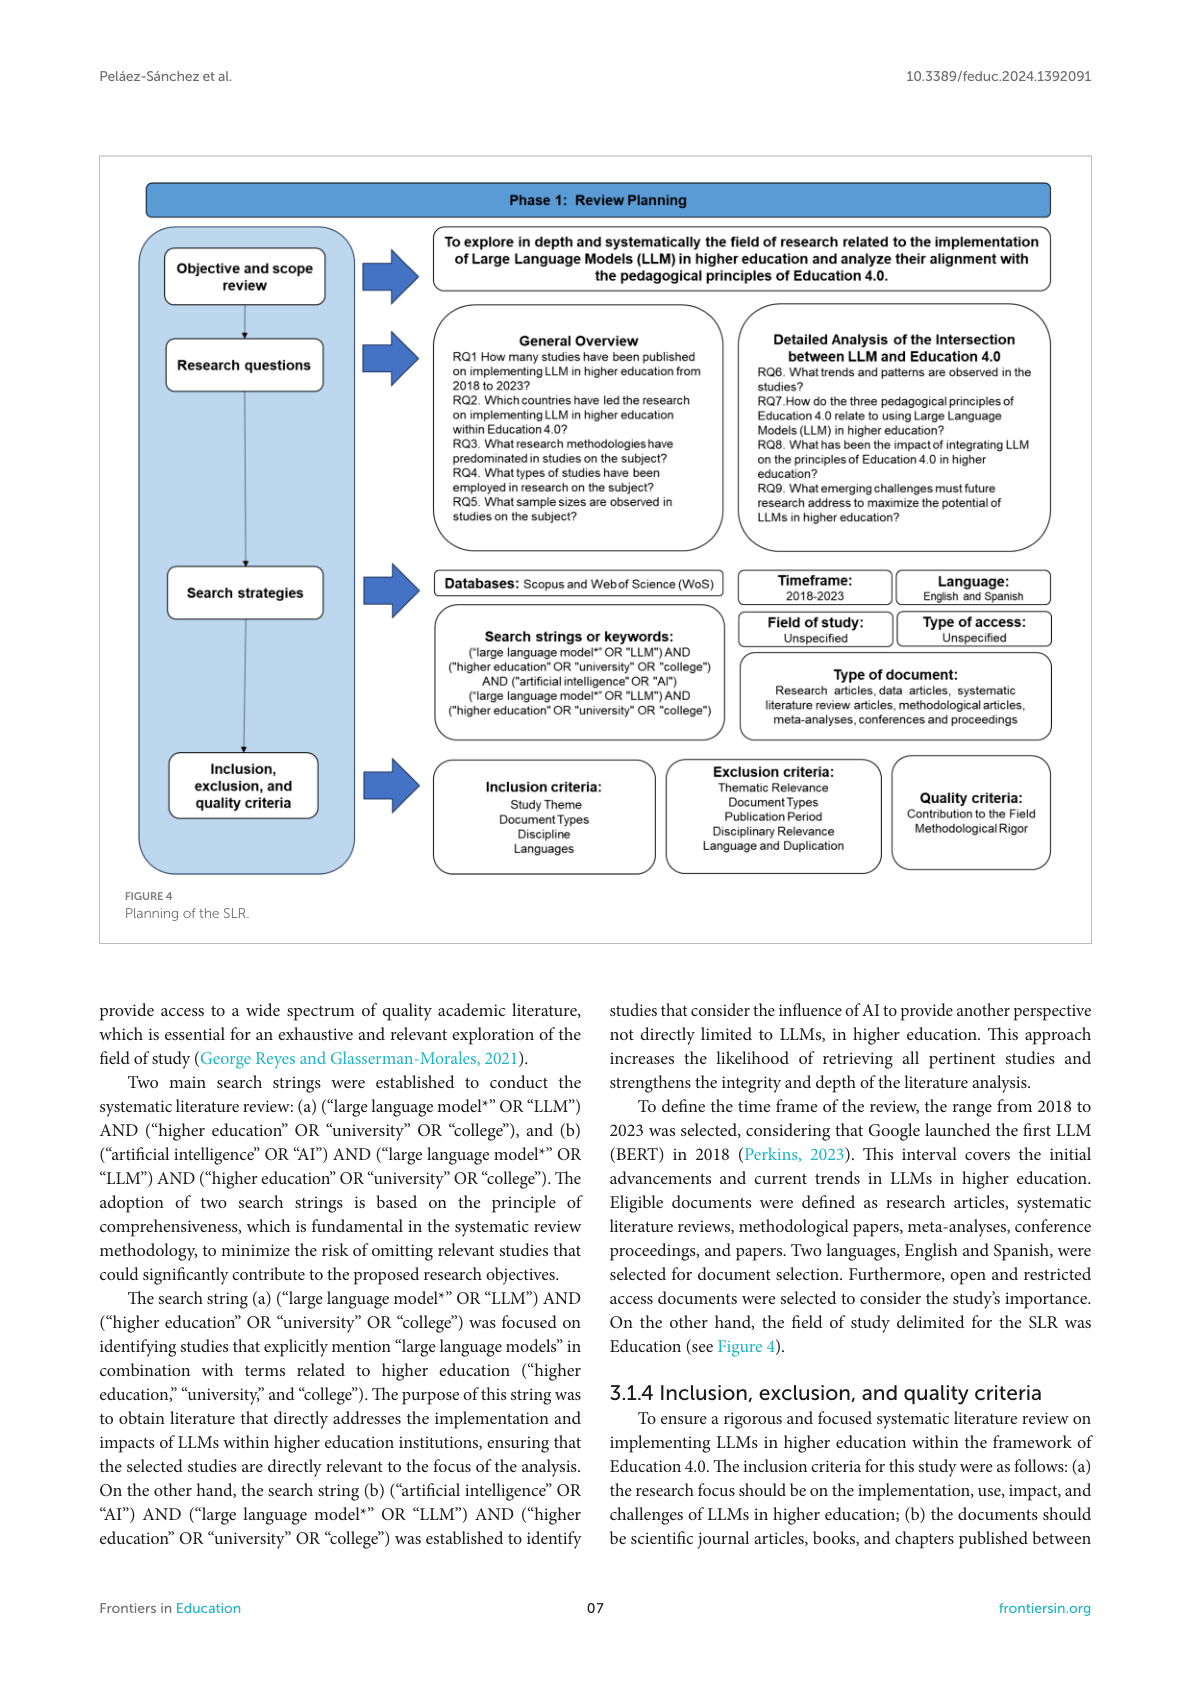 Peláez-Sánchez et al.
10.3389/feduc.2024.1392091
Phase 1: Review Planning
Objective and scope
review
To explore in depth and systematically the field of research related to the implementation
of Large Language Models (LLM) in higher education and analyze their alignment with
the pedagogical principles of Education 4.0.
Research questions
General Overview
RQ1 How many studies have been published
on implementing LLM in higher education from
2018 to 2023?
RQ2. Which countries have led the research
on implementing LLM in higher education
within Education 4.0?
RQ3. What research methodologies have
predominated in studies on the subject?
RQ4. What types of studies have been
employed in research on the subject?
RQ5. What sample sizes are observed in
studies on the subject?
Detailed Analysis of the Intersection
between LLM and Education 4.0
RQ6. What trends and patterns are observed in the
studies?
RQ7.How do the three pedagogical principles of
Education 4.0 relate to using Large Language
Models (LLM) in higher education?
RQ8. What has been the impact of integrating LLM
on the principles of Education 4.0 in higher
education?
RQ9. What emerging challenges must future
research address to maximize the potential of
LLMs in higher education?
Search strategies
Databases: Scopus and Web of Science (WoS)
Search strings or keywords:
("large language model*" OR "LLM") AND
("higher education" OR "university" OR "college")
AND ("artificial intelligence" OR "AI")
("large language model*" OR "LLM") AND
("higher education" OR "university" OR "college")
Timeframe:
2018-2023
Language:
English and Spanish
Field of study:
Unspecified
Type of access:
Unspecified
Type of document:
Research articles, data articles, systematic
literature review articles, methodological articles,
meta-analyses, conferences and proceedings
Inclusion,
exclusion, and
quality criteria
Inclusion criteria:
Study Theme
Document Types
Discipline
Languages
Exclusion criteria:
Thematic Relevance
Document Types
Publication Period
Disciplinary Relevance
Language and Duplication
Quality criteria:
Contribution to the Field
Methodological Rigor
FIGURE 4
Planning of the SLR.
provide access to a wide spectrum of quality academic literature,
which is essential for an exhaustive and relevant exploration of the
field of study (George Reyes and Glasserman-Morales, 2021).
Two main search strings were established to conduct the
systematic literature review: (a) (“large language model*” OR “LLM”)
AND (“higher education” OR “university” OR “college”), and (b)
(“artificial intelligence” OR “AI”) AND (“large language model*” OR
“LLM”) AND (“higher education” OR “university” OR “college”). The
adoption of two search strings is based on the principle of
comprehensiveness, which is fundamental in the systematic review
methodology, to minimize the risk of omitting relevant studies that
could significantly contribute to the proposed research objectives.
The search string (a) (“large language model*” OR “LLM”) AND
(“higher education” OR “university” OR “college”) was focused on
identifying studies that explicitly mention “large language models” in
combination with terms related to higher education (“higher
education,” “university,” and “college”). The purpose of this string was
to obtain literature that directly addresses the implementation and
impacts of LLMs within higher education institutions, ensuring that
the selected studies are directly relevant to the focus of the analysis.
On the other hand, the search string (b) (“artificial intelligence” OR
“AI”) AND (“large language model*” OR “LLM”) AND (“higher
education” OR “university” OR “college”) was established to identify
studies that consider the influence of AI to provide another perspective
not directly limited to LLMs, in higher education. This approach
increases the likelihood of retrieving all pertinent studies and
strengthens the integrity and depth of the literature analysis.
To define the time frame of the review, the range from 2018 to
2023 was selected, considering that Google launched the first LLM
(BERT) in 2018 (Perkins, 2023). This interval covers the initial
advancements and current trends in LLMs in higher education.
Eligible documents were defined as research articles, systematic
literature reviews, methodological papers, meta-analyses, conference
proceedings, and papers. Two languages, English and Spanish, were
selected for document selection. Furthermore, open and restricted
access documents were selected to consider the study’s importance.
On the other hand, the field of study delimited for the SLR was
Education (see Figure 4).
3.1.4 Inclusion, exclusion, and quality criteria
To ensure a rigorous and focused systematic literature review on
implementing LLMs in higher education within the framework of
Education 4.0. The inclusion criteria for this study were as follows: (a)
the research focus should be on the implementation, use, impact, and
challenges of LLMs in higher education; (b) the documents should
be scientific journal articles, books, and chapters published between
Frontiers in Education
07
frontiersin.org